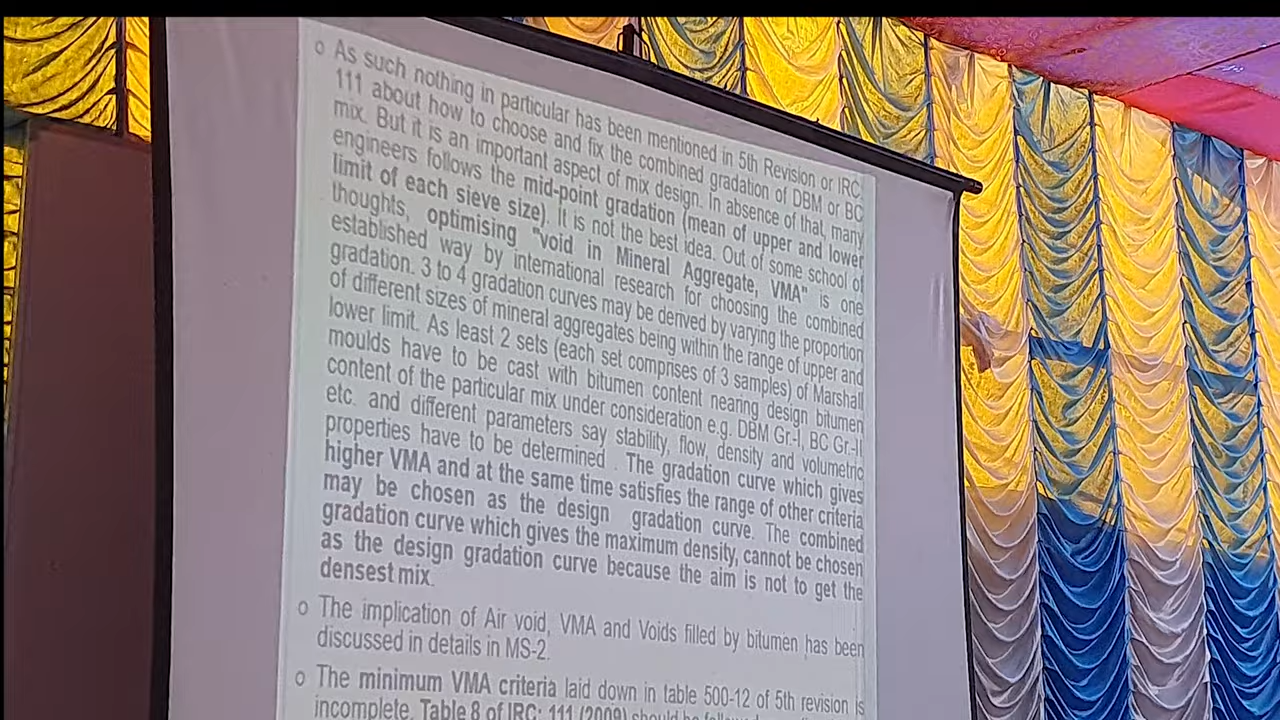 o As such nothing in particular has been mentioned in 5th Revision or IRC:
111 about how to choose and fix the combined gradation of DBM or BC
mix. But it is an important aspect of mix design. In absence of that, many
engineers follows the mid-point gradation (mean of upper and lower
limit of each sieve size). It is not the best idea. Out of some school of
thoughts, optimising "void in Mineral Aggregate, VMA" is one
established way by international research for choosing the combined
gradation. 3 to 4 gradation curves may be derived by varying the proportion
of different sizes of mineral aggregates being within the range of upper and
lower limit. As least 2 sets (each set comprises of 3 samples) of Marshall
moulds have to be cast with bitumen content nearing design bitumen
content of the particular mix under consideration e.g. DBM Gr.-I, BC Gr.-II
etc. and different parameters say stability, flow, density and volumetric
properties have to be determined . The gradation curve which gives
higher VMA and at the same time satisfies the range of other criteria
may be chosen as the design gradation curve. The combined
gradation curve which gives the maximum density, cannot be chosen
as the design gradation curve because the aim is not to get the
densest mix.
o The implication of Air void, VMA and Voids filled by bitumen has been
discussed in details in MS-2.
o The minimum VMA criteria laid down in table 500-12 of 5th revision is
incomplete. Table 8 of IRC: 111 (2009) should be